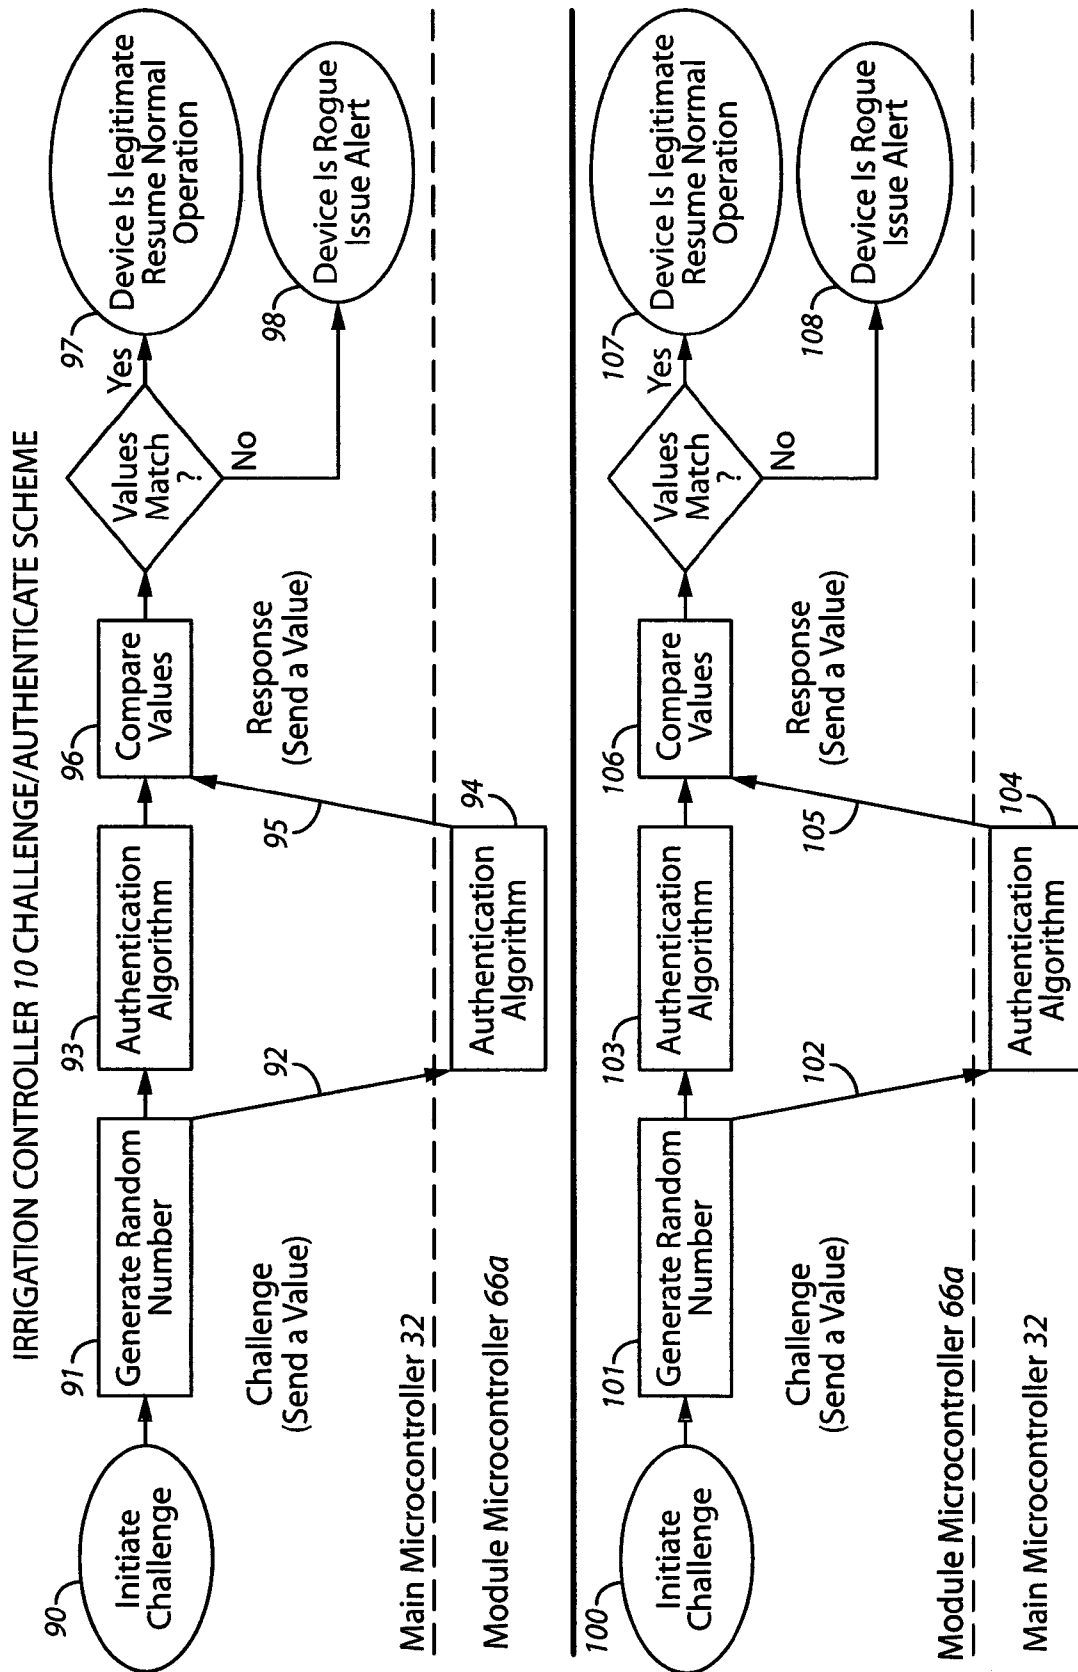 IRRIGATION CONTROLLER 10 CHALLENGE/AUTHENTICATE SCHEME
90
Initiate
Challenge
91
Generate Random
Number
Challenge
(Send a Value)
92
93
Authentication
Algorithm
94
Authentication
Algorithm
95
Response
(Send a Value)
96
Compare
Values
Values
Match
?
Yes
No
97
Device Is legitimate
Resume Normal
Operation
98
Device Is Rogue
Issue Alert
Main Microcontroller 32
Module Microcontroller 66a
100
Initiate
Challenge
101
Generate Random
Number
Challenge
(Send a Value)
102
103
Authentication
Algorithm
104
Authentication
Algorithm
105
Response
(Send a Value)
106
Compare
Values
Values
Match
?
Yes
No
107
Device Is legitimate
Resume Normal
Operation
108
Device Is Rogue
Issue Alert
Module Microcontroller 66a
Main Microcontroller 32